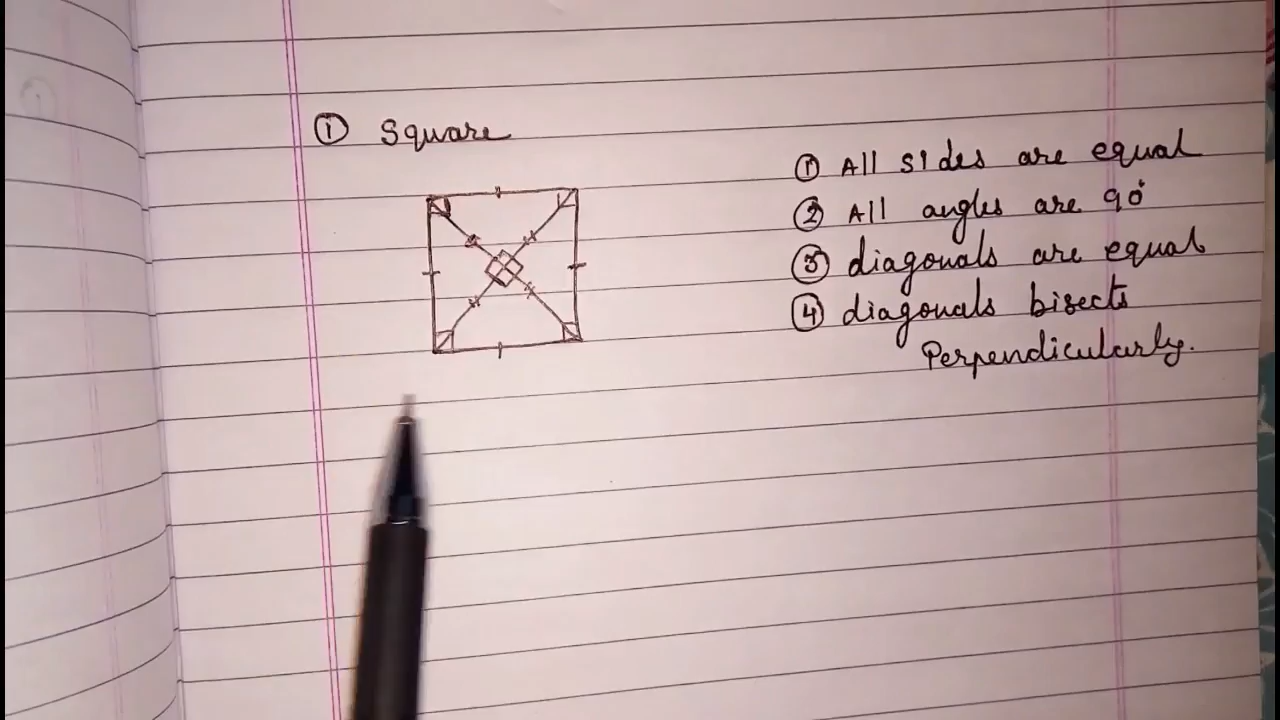 ① Square
① All sides are equal
② All angles are 90°
③ diagonals are equal
④ diagonals bisects
Perpendicularly.